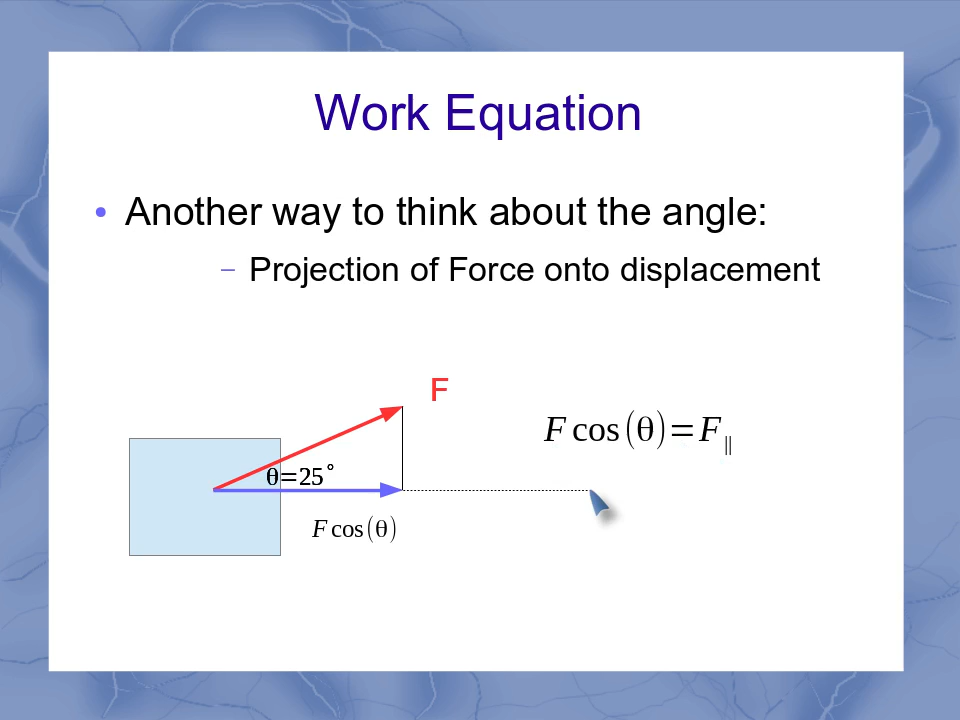 Work Equation
• Another way to think about the angle:
– Projection of Force onto displacement
F
F cos(θ)=F∥
θ=25°
F cos(θ)